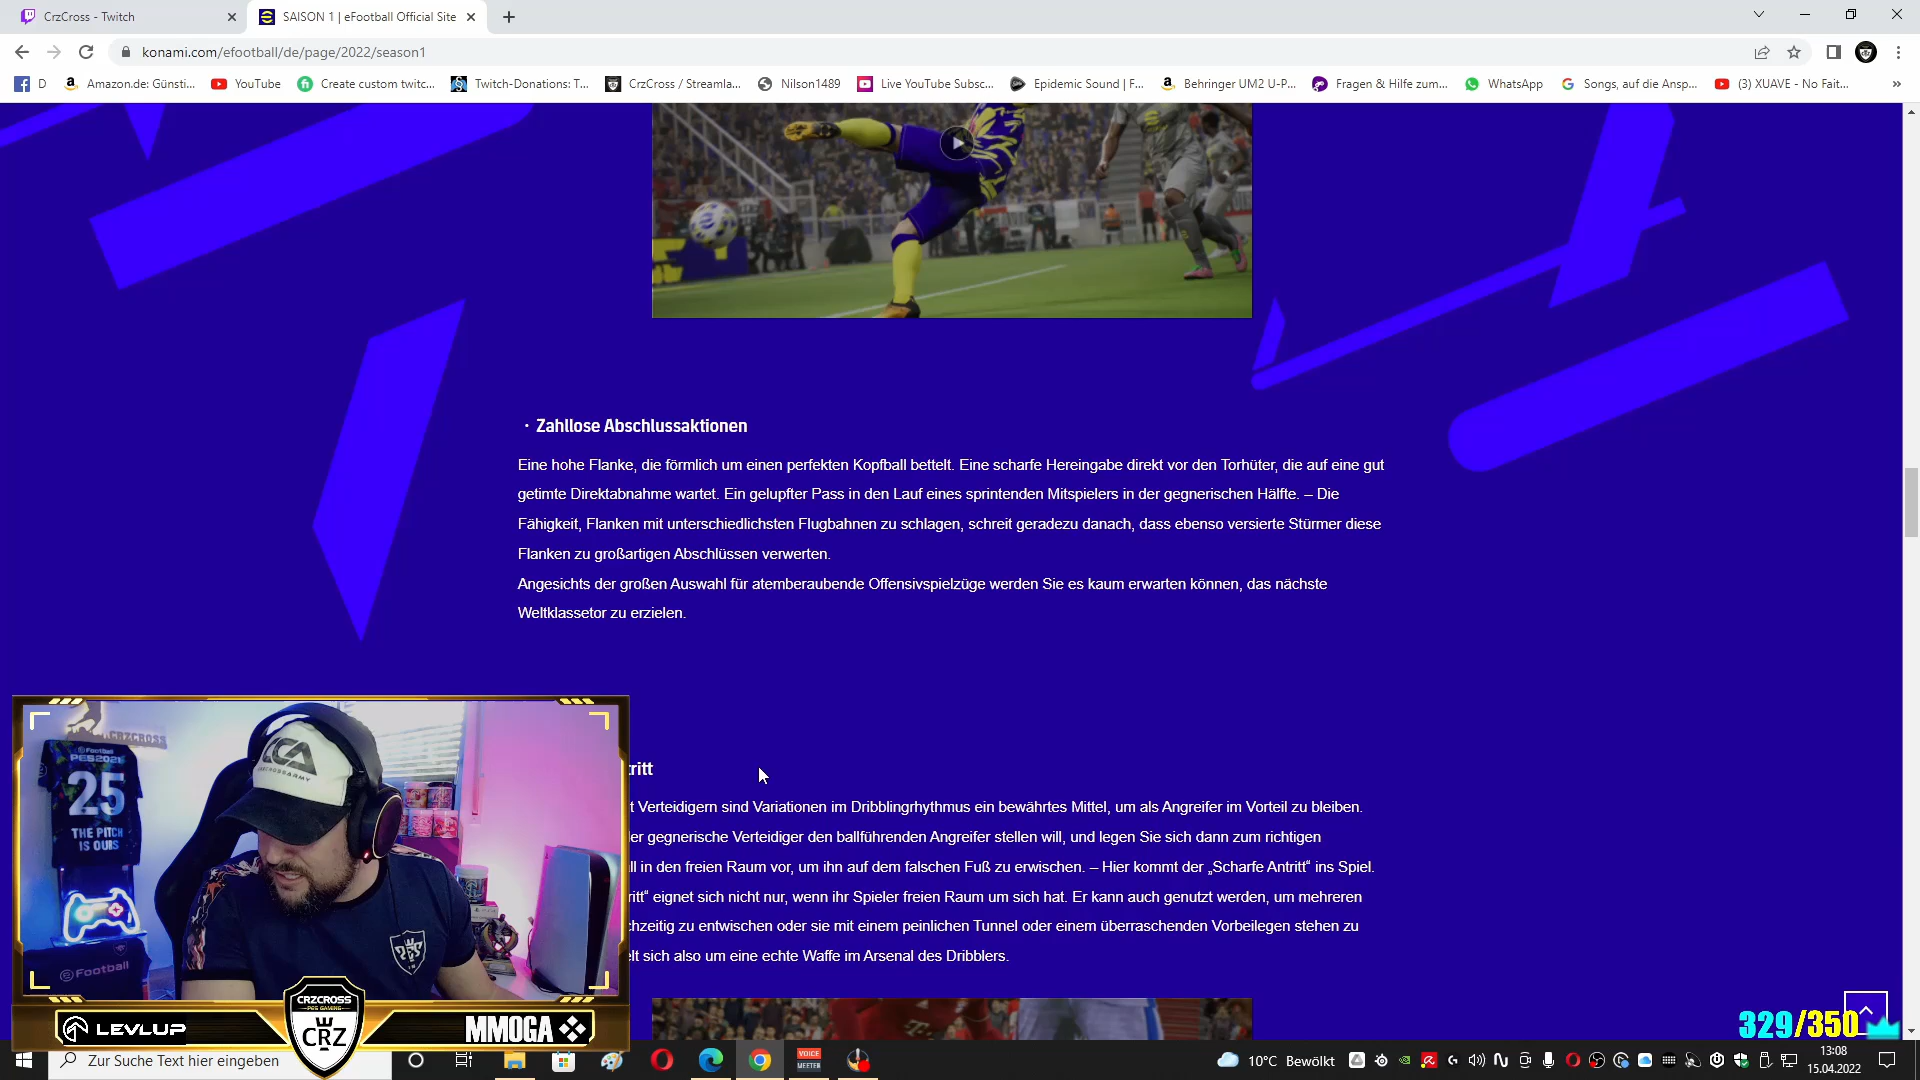 CrzCross - Twitch
SAISON 1 | eFootball Official Site
konami.com/efootball/de/page/2022/season1
D
Amazon.de: Günsti...
YouTube
Create custom twitc...
Twitch-Donations: T...
CrzCross / Streamla...
Nilson1489
Live YouTube Subsc...
Epidemic Sound | F...
Behringer UM2 U-P...
Fragen & Hilfe zum...
WhatsApp
Songs, auf die Ansp...
(3) XUAVE - No Fait...
»
· Zahllose Abschlussaktionen
Eine hohe Flanke, die förmlich um einen perfekten Kopfball bettelt. Eine scharfe Hereingabe direkt vor den Torhüter, die auf eine gut
getimte Direktabnahme wartet. Ein gelupfter Pass in den Lauf eines sprintenden Mitspielers in der gegnerischen Hälfte. – Die
Fähigkeit, Flanken mit unterschiedlichsten Flugbahnen zu schlagen, schreit geradezu danach, dass ebenso versierte Stürmer diese
Flanken zu großartigen Abschlüssen verwerten.
Angesichts der großen Auswahl für atemberaubende Offensivspielzüge werden Sie es kaum erwarten können, das nächste
Weltklassetor zu erzielen.
tritt
t Verteidigern sind Variationen im Dribblingrhythmus ein bewährtes Mittel, um als Angreifer im Vorteil zu bleiben.
er gegnerische Verteidiger den ballführenden Angreifer stellen will, und legen Sie sich dann zum richtigen
ll in den freien Raum vor, um ihn auf dem falschen Fuß zu erwischen. – Hier kommt der „Scharfe Antritt“ ins Spiel.
ritt“ eignet sich nicht nur, wenn ihr Spieler freien Raum um sich hat. Er kann auch genutzt werden, um mehreren
chzeitig zu entwischen oder sie mit einem peinlichen Tunnel oder einem überraschenden Vorbeilegen stehen zu
elt sich also um eine echte Waffe im Arsenal des Dribblers.
CRZCROSS
eFootball
PES2021
25
THE PITCH
IS OURS
eFootball
LEVLUP
CRZCROSS
PES GAMING
CRZ
MMOGA
329/350
Zur Suche Text hier eingeben
VOICE
MEETER
10°C Bewölkt
13:08
15.04.2022